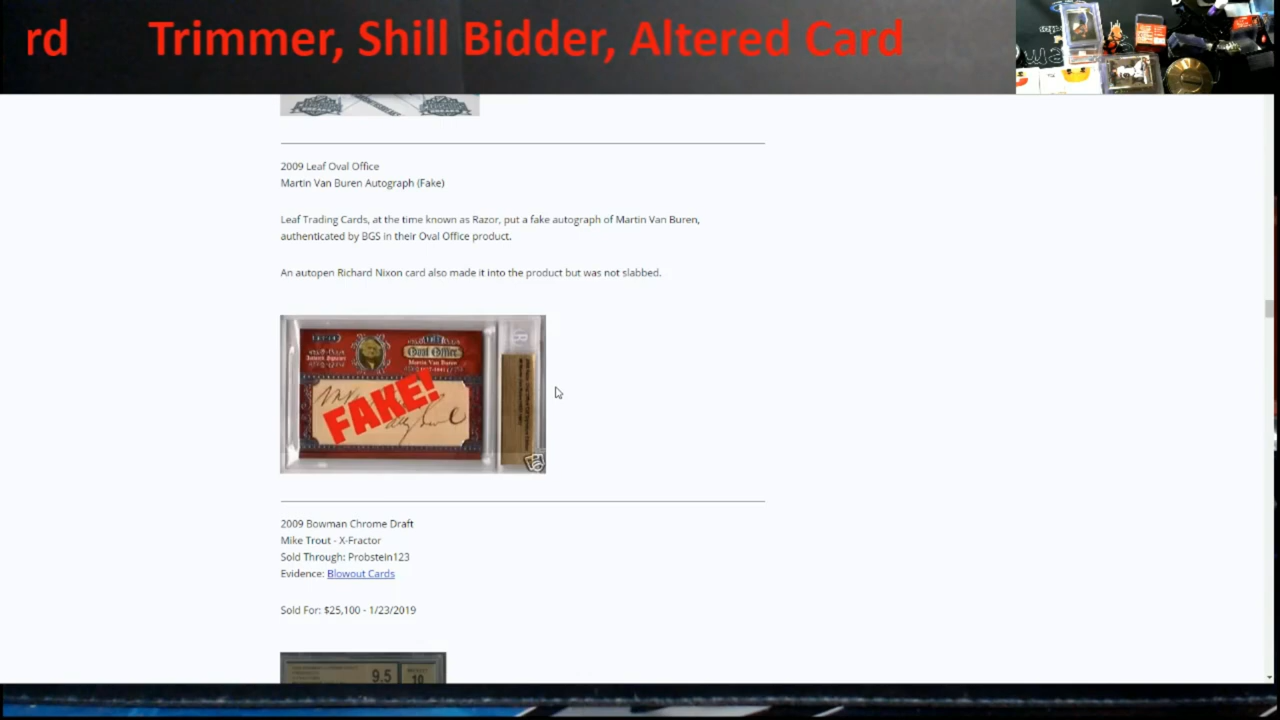 rd Trimmer, Shill Bidder, Altered Card
2009 Leaf Oval Office
Martin Van Buren Autograph (Fake)
Leaf Trading Cards, at the time known as Razor, put a fake autograph of Martin Van Buren,
authenticated by BGS in their Oval Office product.
An autopen Richard Nixon card also made it into the product but was not slabbed.
Oval Office
Martin Van Buren
FAKE!
2009 Bowman Chrome Draft
Mike Trout - X-Fractor
Sold Through: Probstein123
Evidence: Blowout Cards
Sold For: $25,100 - 1/23/2019
9.5
10